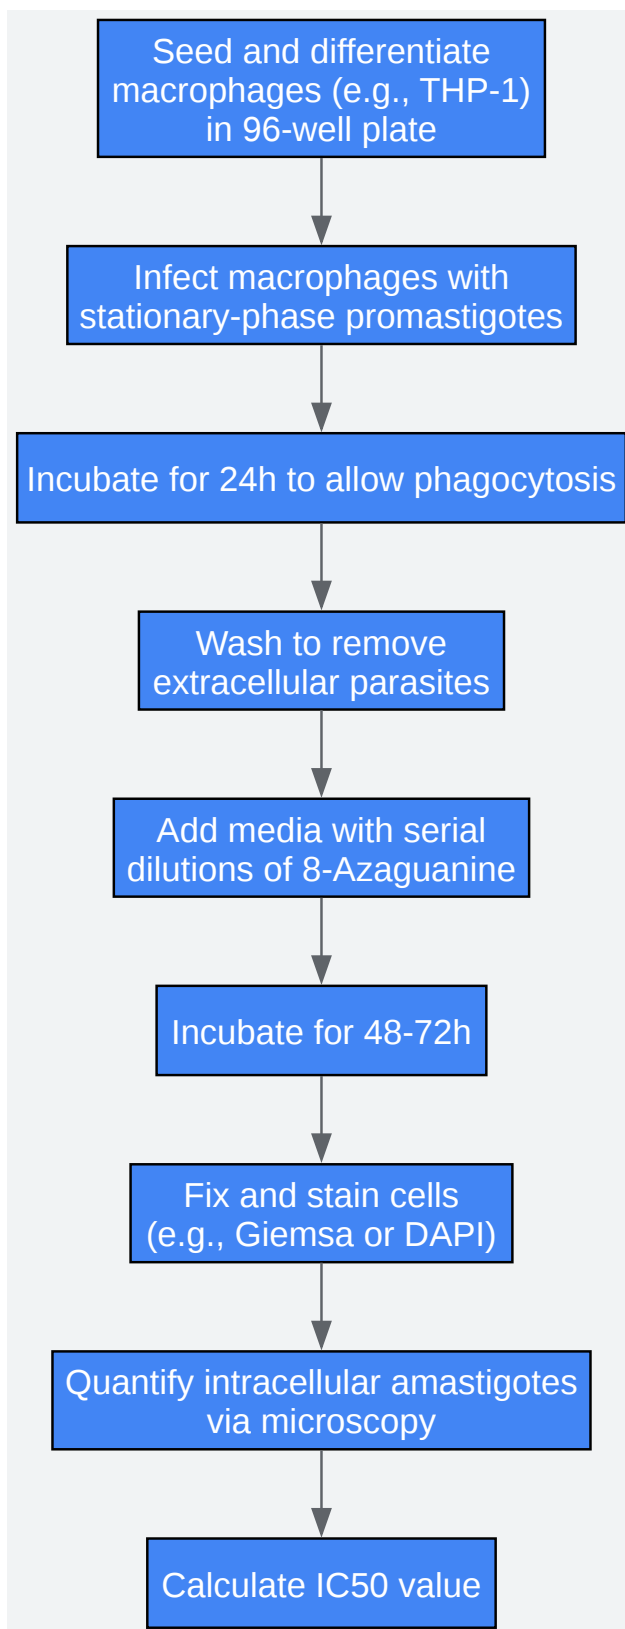 Seed and differentiate
macrophages (e.g., THP-1)
in 96-well plate
Infect macrophages with
stationary-phase promastigotes
Incubate for 24h to allow phagocytosis
Wash to remove
extracellular parasites
Add media with serial
dilutions of 8-Azaguanine
Incubate for 48-72h
Fix and stain cells
(e.g., Giemsa or DAPI)
Quantify intracellular amastigotes
via microscopy
Calculate IC50 value